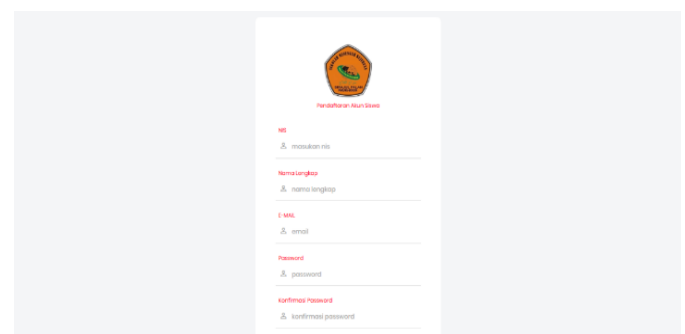 Pendaftaran Akun Siswa
NIS
masukan nis
Nama Lengkap
nama lengkap
E-MAIL
email
Password
password
Konfirmasi Password
konfirmasi password